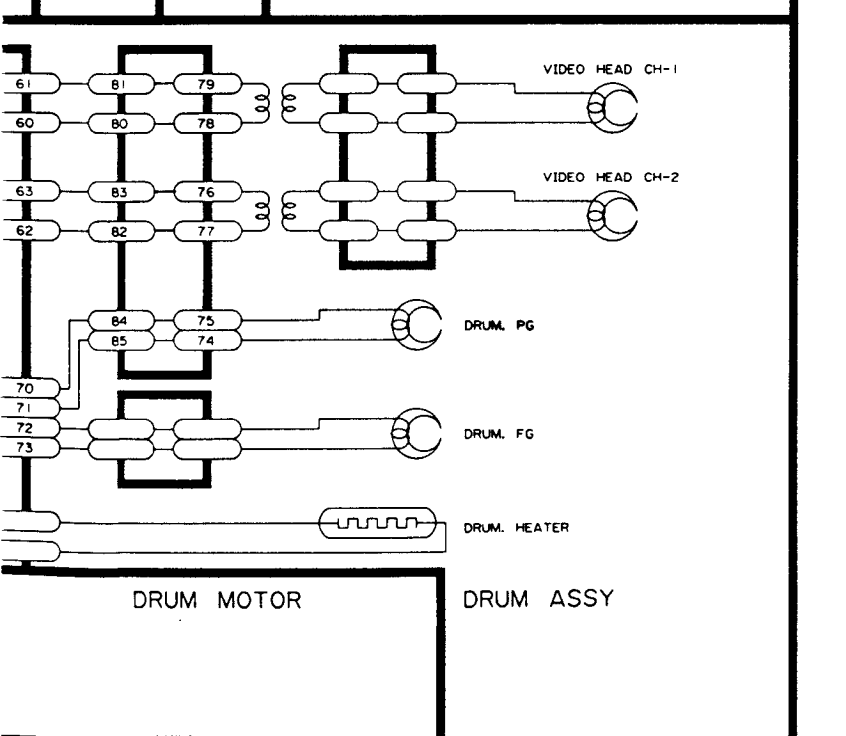 VIDEO HEAD CH-1
61 81 79
60 80 78
VIDEO HEAD CH-2
63 83 76
62 82 77
84 75
DRUM. PG
85 74
70
71
72
DRUM. FG
73
DRUM. HEATER
DRUM MOTOR DRUM ASSY